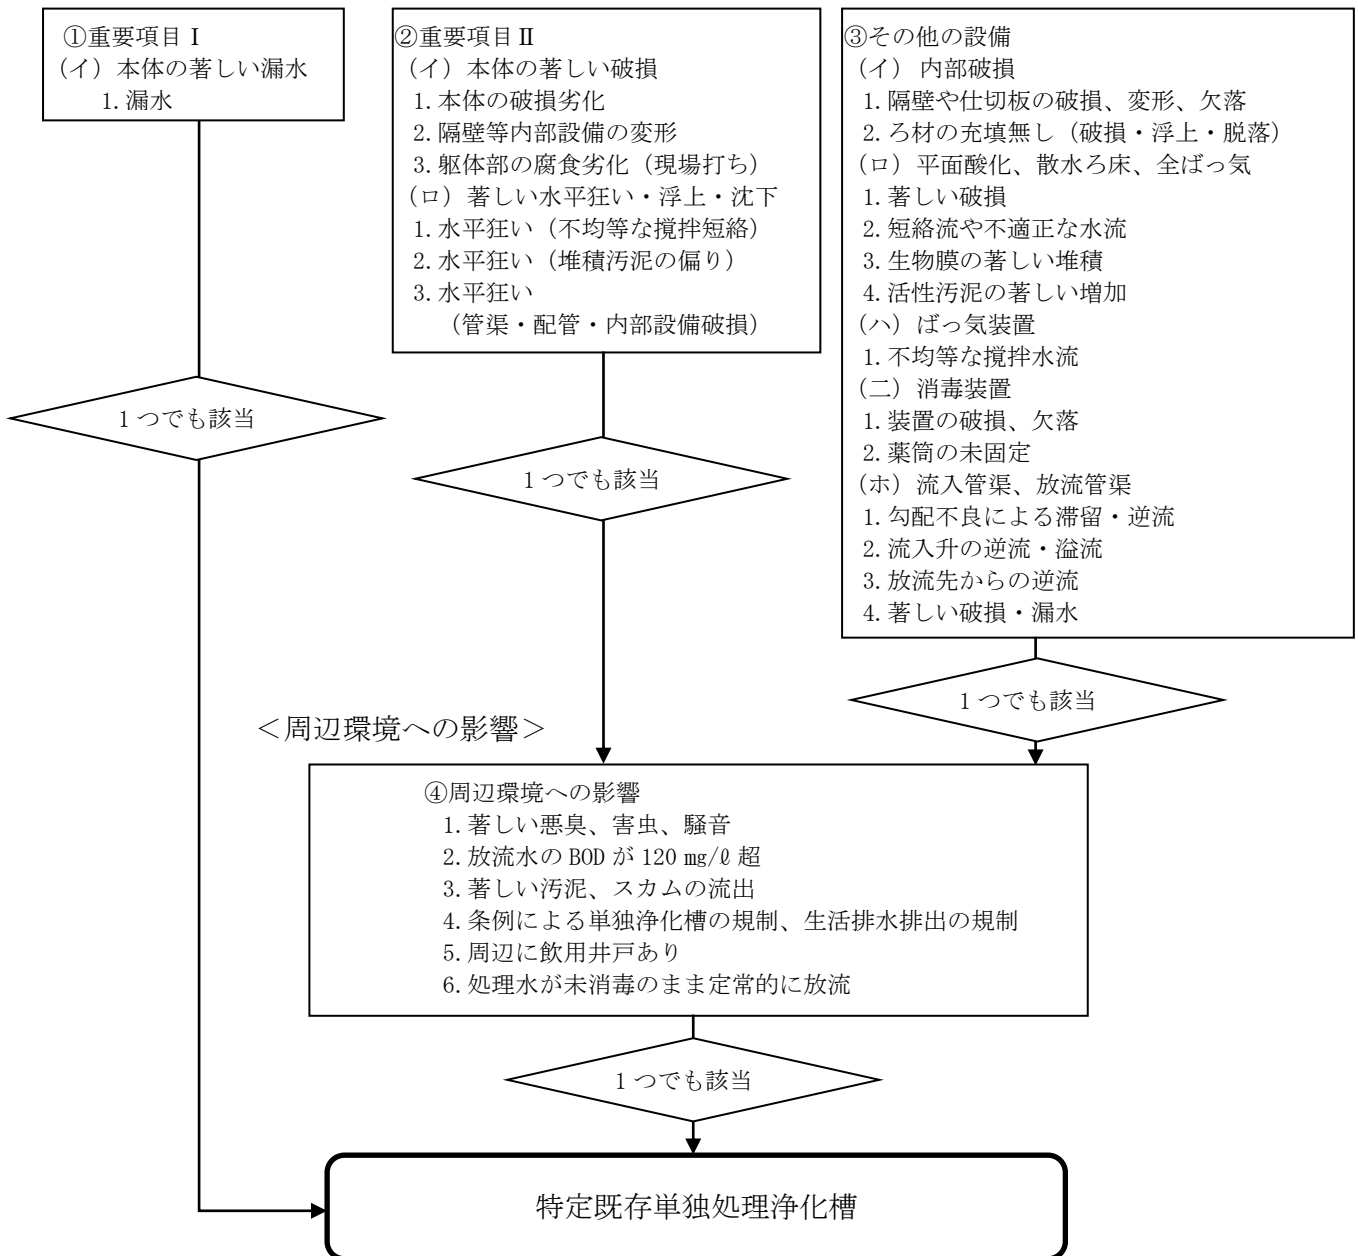 ①重要項目Ⅰ
(イ)本体の著しい漏水
1.漏水
1つでも該当
②重要項目Ⅱ
(イ)本体の著しい破損
1.本体の破損劣化
2.隔壁等内部設備の変形
3.躯体部の腐食劣化(現場打ち)
(ロ)著しい水平狂い・浮上・沈下
1.水平狂い(不均等な撹拌短絡)
2.水平狂い(堆積汚泥の偏り)
3.水平狂い
(管渠・配管・内部設備破損)
1つでも該当
③その他の設備
(イ) 内部破損
1.隔壁や仕切板の破損、変形、欠落
2.ろ材の充填無し(破損・浮上・脱落)
(ロ)平面酸化、散水ろ床、全ばっ気
1.著しい破損
2.短絡流や不適正な水流
3.生物膜の著しい堆積
4.活性汚泥の著しい増加
(ハ)ばっ気装置
1.不均等な撹拌水流
(二)消毒装置
1.装置の破損、欠落
2.薬筒の未固定
(ホ)流入管渠、放流管渠
1.勾配不良による滞留・逆流
2.流入升の逆流・溢流
3.放流先からの逆流
4.著しい破損・漏水
1つでも該当
<周辺環境への影響>
④周辺環境への影響
1.著しい悪臭、害虫、騒音
2.放流水のBODが120㎎/ℓ超
3.著しい汚泥、スカムの流出
4.条例による単独浄化槽の規制、生活排水排出の規制
5.周辺に飲用井戸あり
6.処理水が未消毒のまま定常的に放流
1つでも該当
特定既存単独処理浄化槽